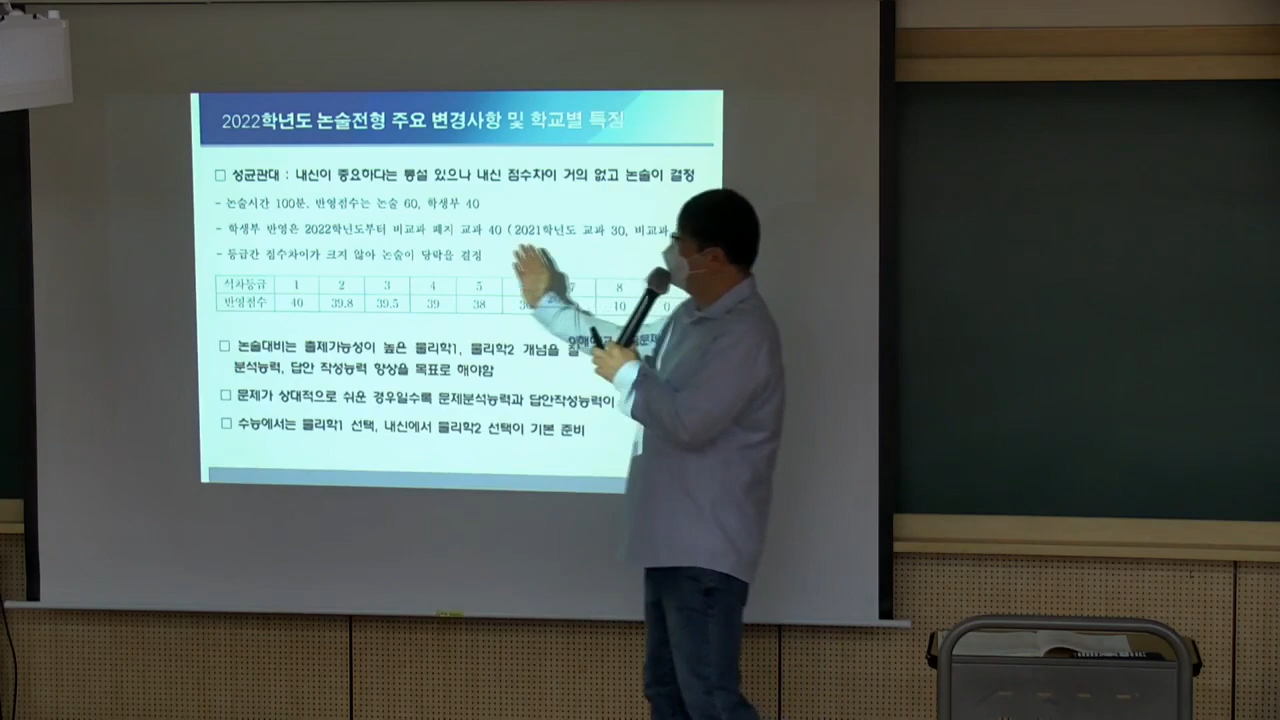 2022학년도 논술전형 주요 변경사항 및 학교별 특징
□ 성균관대 : 내신이 중요하다는 통설 있으나 내신 점수차이 거의 없고 논술이 결정
- 논술시간 100분. 반영점수는 논술 60, 학생부 40
- 학생부 반영은 2022학년도부터 비교과 폐지 교과 40 (2021학년도 교과 30, 비교과
- 등급간 점수차이가 크지 않아 논술이 당락을 결정
석차등급 1 2 3 4 5 7 8
반영점수 40 39.8 39.5 39 38 10 0
□ 논술대비는 출제가능성이 높은 물리학1, 물리학2 개념을 잘
분석능력, 답안 작성능력 향상을 목표로 해야함
□ 문제가 상대적으로 쉬운 경우일수록 문제분석능력과 답안작성능력이
□ 수능에서는 물리학1 선택, 내신에서 물리학2 선택이 기본 준비